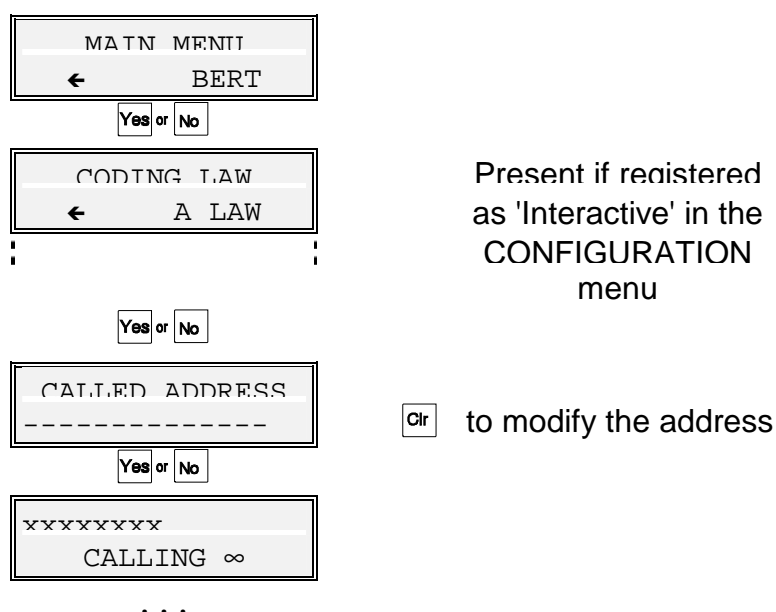 MAIN MENU
← BERT
Yes or No
CODING LAW
← A LAW
Present if registered
as 'Interactive' in the
CONFIGURATION
menu
Yes or No
CALLED ADDRESS
--------------
Clr to modify the address
Yes or No
xxxxxxxx
CALLING ∞
...